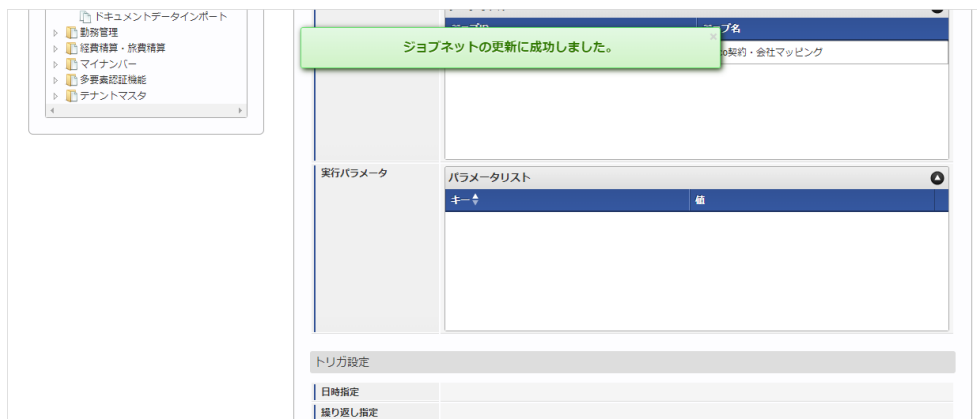 ドキュメントデータインポート
勤務管理
経費精算・旅費精算
マイナンバー
多要素認証機能
テナントマスタ
ジョブネットの更新に成功しました。
×
契約・会社マッピング
実行パラメータ
パラメータリスト
キー
値
トリガ設定
日時指定
繰り返し指定